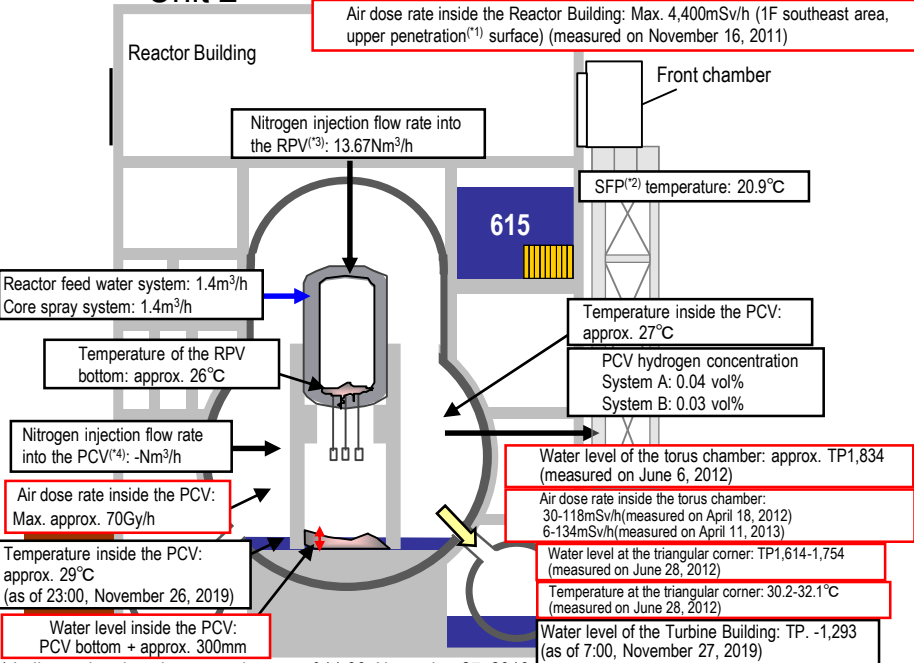 Air dose rate inside the Reactor Building: Max. 4,400mSv/h (1F southeast area,
upper penetration(*1) surface) (measured on November 16, 2011)
Reactor Building
Front chamber
Nitrogen injection flow rate into
the RPV(*3): 13.67Nm3/h
SFP(*2) temperature: 20.9℃
615
Reactor feed water system: 1.4m3/h
Core spray system: 1.4m3/h
Temperature inside the PCV:
approx. 27℃
Temperature of the RPV
bottom: approx. 26℃
PCV hydrogen concentration
System A: 0.04 vol%
System B: 0.03 vol%
Nitrogen injection flow rate
into the PCV(*4): -Nm3/h
Water level of the torus chamber: approx. TP1,834
(measured on June 6, 2012)
Air dose rate inside the PCV:
Max. approx. 70Gy/h
Air dose rate inside the torus chamber:
30-118mSv/h(measured on April 18, 2012)
6-134mSv/h(measured on April 11, 2013)
Temperature inside the PCV:
approx. 29℃
(as of 23:00, November 26, 2019)
Water level at the triangular corner: TP1,614-1,754
(measured on June 28, 2012)
Temperature at the triangular corner: 30.2-32.1℃
(measured on June 28, 2012)
Water level inside the PCV:
PCV bottom + approx. 300mm
Water level of the Turbine Building: TP. -1,293
(as of 7:00, November 27, 2019)